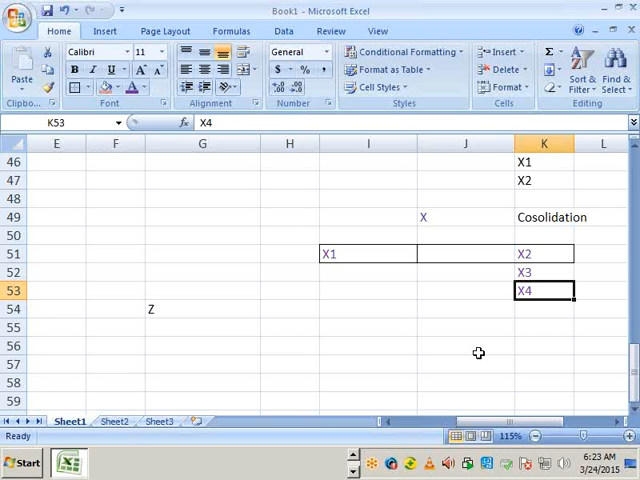 Book1 - Microsoft Excel
Home Insert Page Layout Formulas Data Review View
Calibri 11 General Conditional Formatting Insert Σ
Paste B I U A A $ % , Format as Table Delete Sort & Find &
A Cell Styles Format Filter Select
Clipboard Font Alignment Number Styles Cells Editing
K53 fx X4
E F G H I J K L
46 X1
47 X2
48
49 X Cosolidation
50
51 X1 X2
52 X3
53 X4
54 Z
55
56
57
58
59
Sheet1 Sheet2 Sheet3
Ready 115%
Start 6:23 AM
3/24/2015